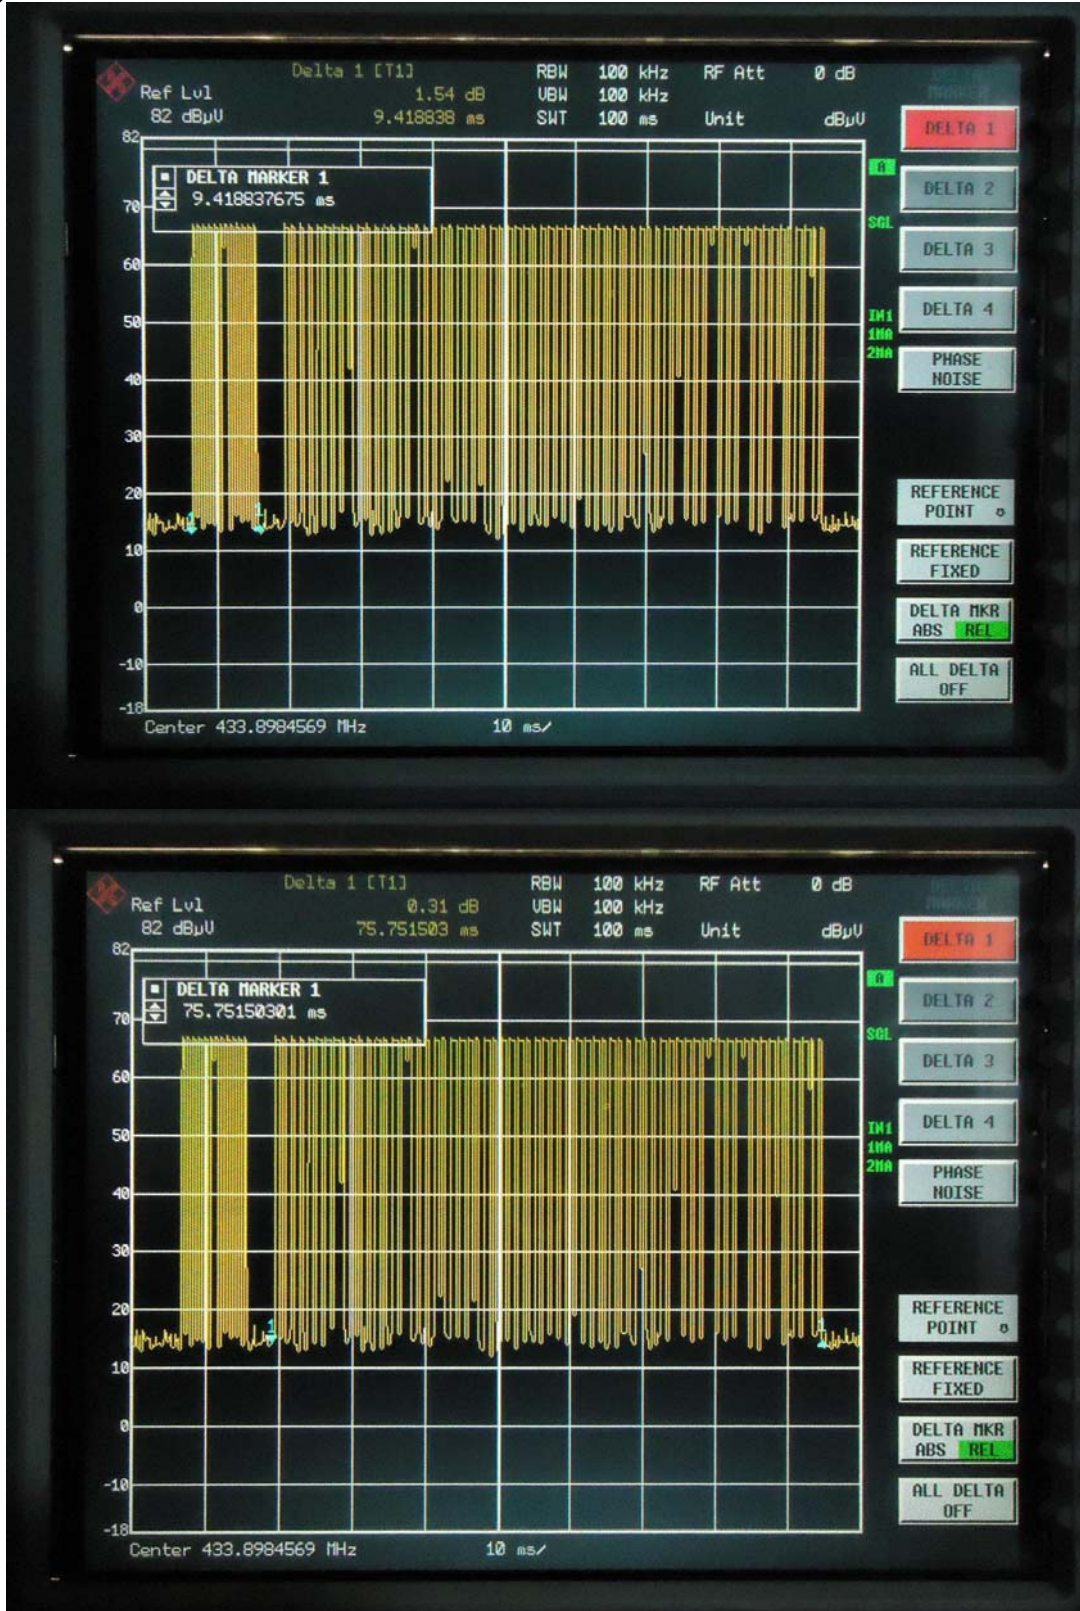 Delta 1 [T1] RBW 100 kHz RF Att 0 dB DELTA MARKER
Ref Lvl 1.54 dB VBW 100 kHz
82 dBµV 9.418838 ms SWT 100 ms Unit dBµV DELTA 1
82
A
DELTA MARKER 1
9.418837675 ms
DELTA 2
70
SGL
DELTA 3
60
DELTA 4
50
IN1
1MA
2MA
PHASE
NOISE
40
30
20
REFERENCE
POINT
1 1
10
REFERENCE
FIXED
0
DELTA MKR
ABS REL
-10
ALL DELTA
OFF
-18
Center 433.8984569 MHz 10 ms/
Delta 1 [T1] RBW 100 kHz RF Att 0 dB DELTA MARKER
Ref Lvl 0.31 dB VBW 100 kHz
82 dBµV 75.751503 ms SWT 100 ms Unit dBµV DELTA 1
82
A
DELTA MARKER 1
75.75150301 ms
DELTA 2
70
SGL
DELTA 3
60
DELTA 4
50
IN1
1MA
2MA
PHASE
NOISE
40
30
20
REFERENCE
POINT
1 1
10
REFERENCE
FIXED
0
DELTA MKR
ABS REL
-10
ALL DELTA
OFF
-18
Center 433.8984569 MHz 10 ms/